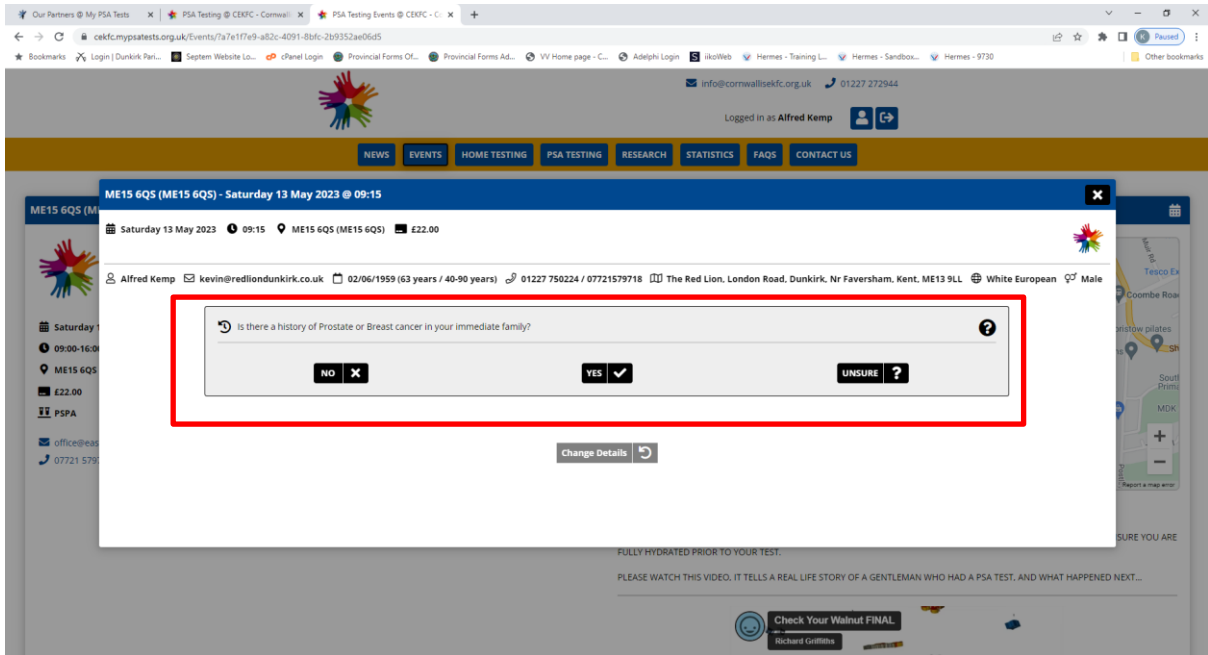 Our Partners @ My PSA Tests
PSA Testing @ CEKFC - Cornwall
PSA Testing Events @ CEKFC - Co
cekfc.mypsatests.org.uk/Events/?a7e1f7e9-a82c-4091-8bfc-2b9352ae06d5
K Paused
Bookmarks Login | Dunkirk Pari... Septem Website Lo... cPanel Login Provincial Forms Of... Provincial Forms Ad... VV Home page - C... Adelphi Login iikoWeb Hermes - Training L... Hermes - Sandbox... Hermes - 9730 Other bookmarks
info@cornwallisekfc.org.uk 01227 272944
Logged in as Alfred Kemp
NEWS EVENTS HOME TESTING PSA TESTING RESEARCH STATISTICS FAQS CONTACT US
ME15 6QS (ME15 6QS) - Saturday 13 May 2023 @ 09:15
ME15 6QS (M
Saturday 13 May 2023 09:15 ME15 6QS (ME15 6QS) £22.00
Alfred Kemp kevin@redliondunkirk.co.uk 02/06/1959 (63 years / 40-90 years) 01227 750224 / 07721579718 The Red Lion, London Road, Dunkirk, Nr Faversham, Kent, ME13 9LL White European Male
Tesco Ex
Coombe Roa
Is there a history of Prostate or Breast cancer in your immediate family?
Saturday 1
09:00-16:0
ME15 6QS
£22.00
PSPA
office@eas
07721 579
NO YES UNSURE
ristow pilates
Sh
Sout
Prim
MDK
Change Details
Report a map error
SURE YOU ARE
FULLY HYDRATED PRIOR TO YOUR TEST.
PLEASE WATCH THIS VIDEO, IT TELLS A REAL LIFE STORY OF A GENTLEMAN WHO HAD A PSA TEST, AND WHAT HAPPENED NEXT...
Check Your Walnut FINAL
Richard Griffiths